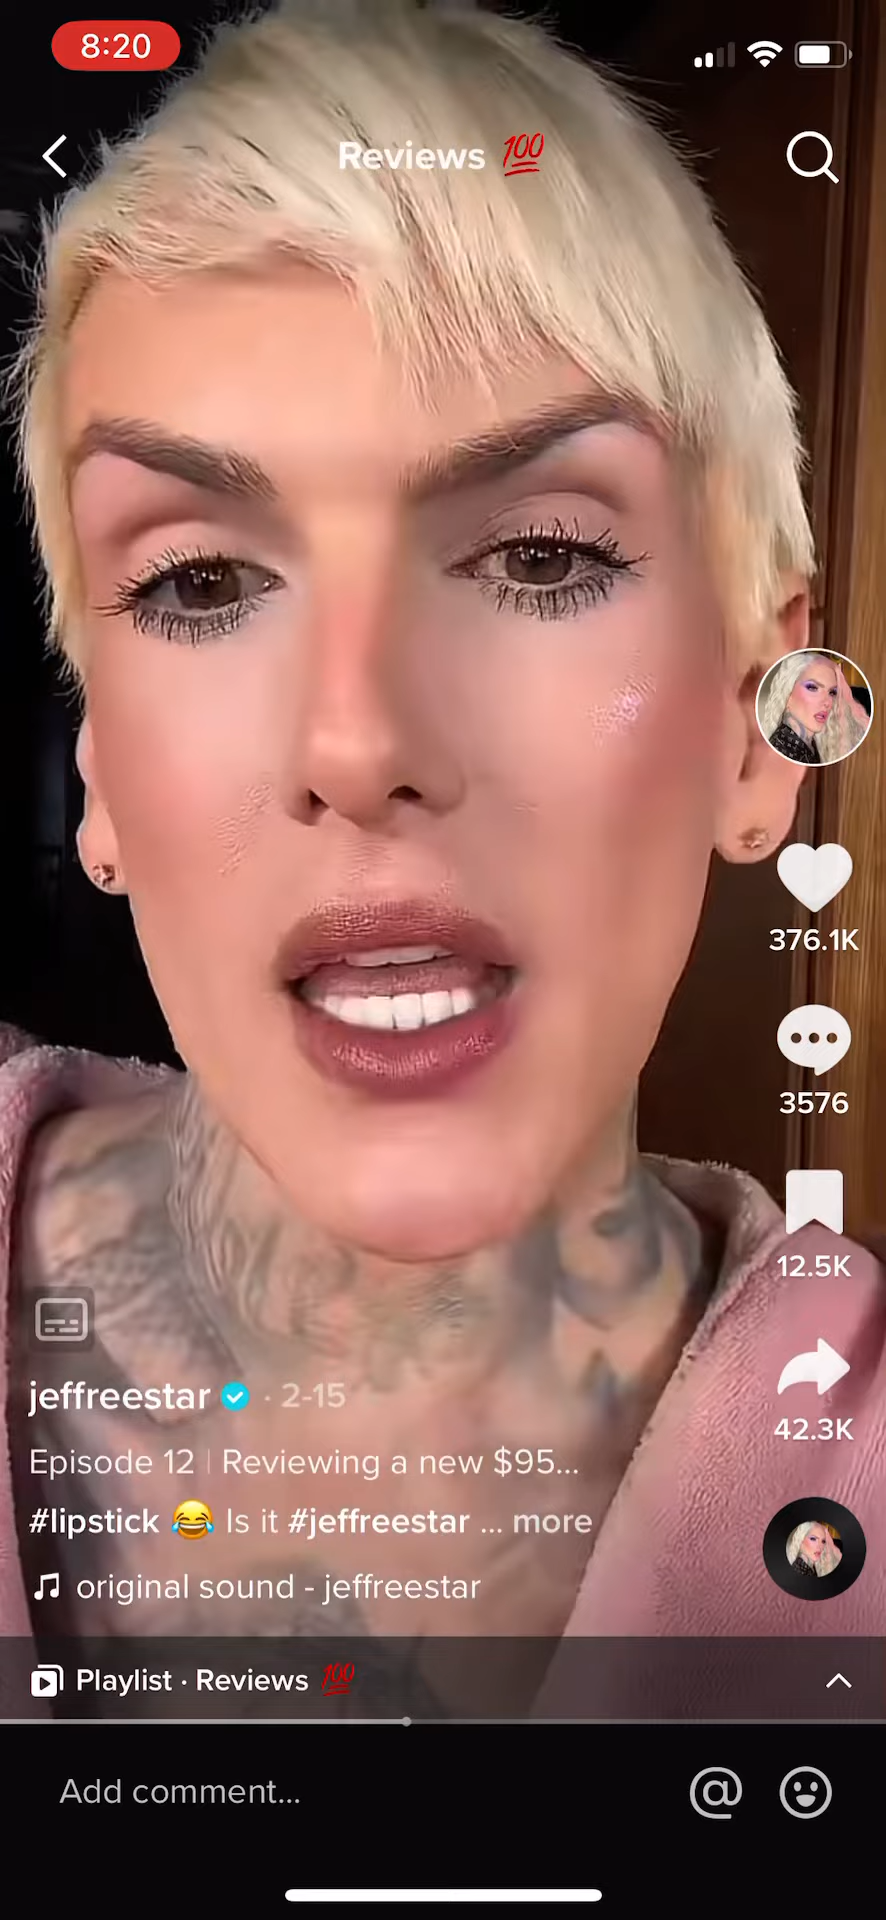 8:20
Reviews 💯
376.1K
3576
12.5K
42.3K
jeffreestar · 2-15
Episode 12 | Reviewing a new $95...
#lipstick 😂 Is it #jeffreestar ... more
original sound - jeffreestar
Playlist · Reviews 💯
Add comment...